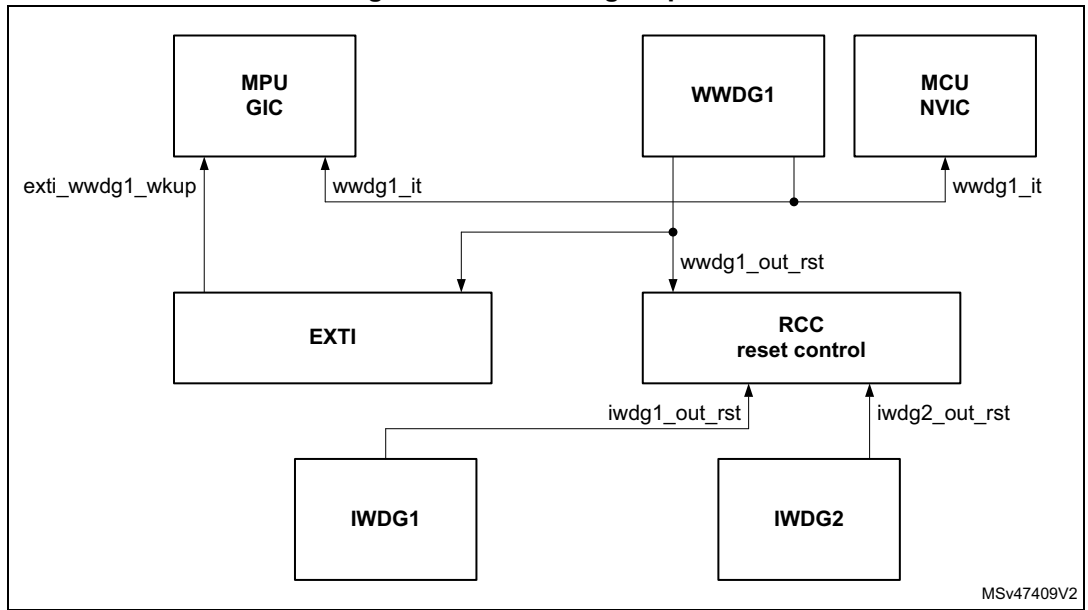 MPU
GIC
WWDG1
MCU
NVIC
exti_wwdg1_wkup
wwdg1_it
wwdg1_it
wwdg1_out_rst
EXTI
RCC
reset control
iwdg1_out_rst
iwdg2_out_rst
IWDG1
IWDG2
MSv47409V2